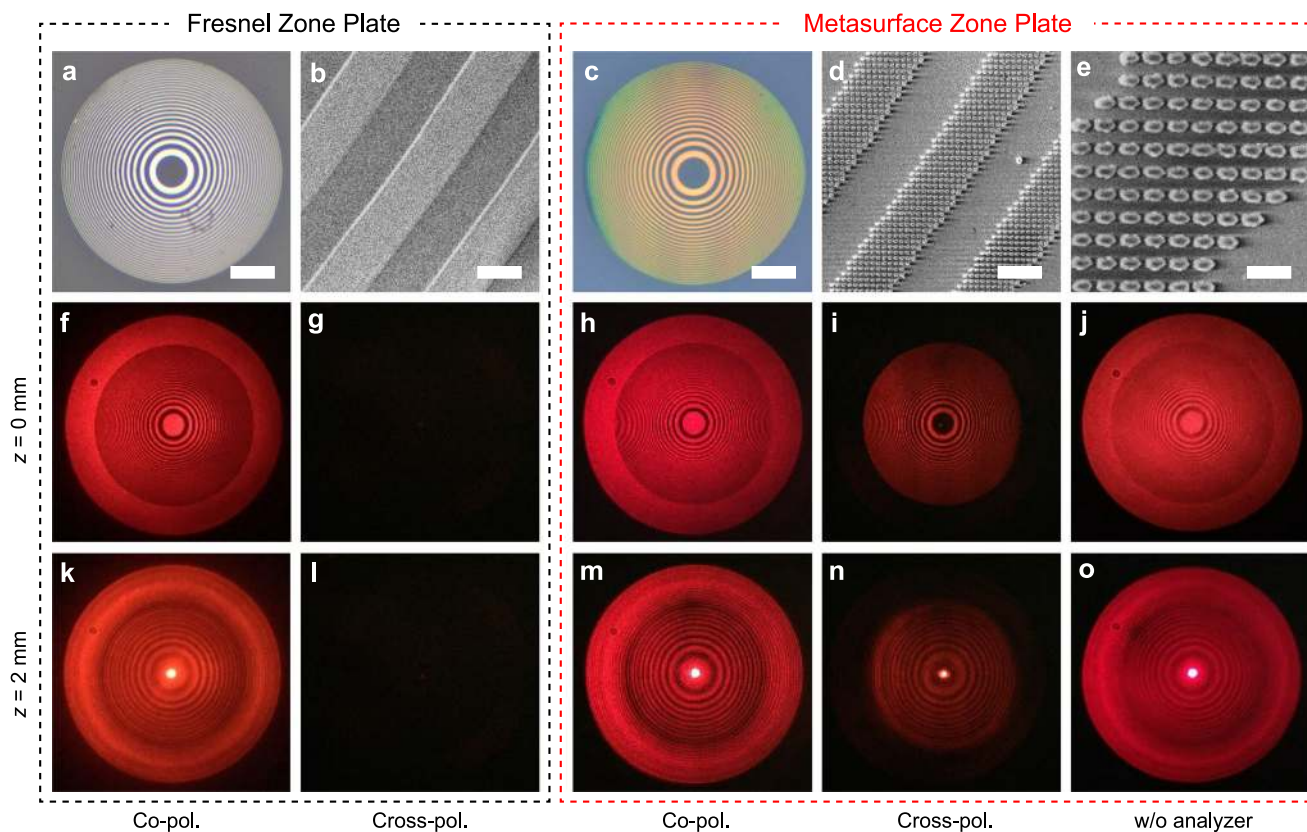 Fresnel Zone Plate
Metasurface Zone Plate
a
b
c
d
e
z = 0 mm
f
g
h
i
j
z = 2 mm
k
l
m
n
o
Co-pol.
Cross-pol.
Co-pol.
Cross-pol.
w/o analyzer